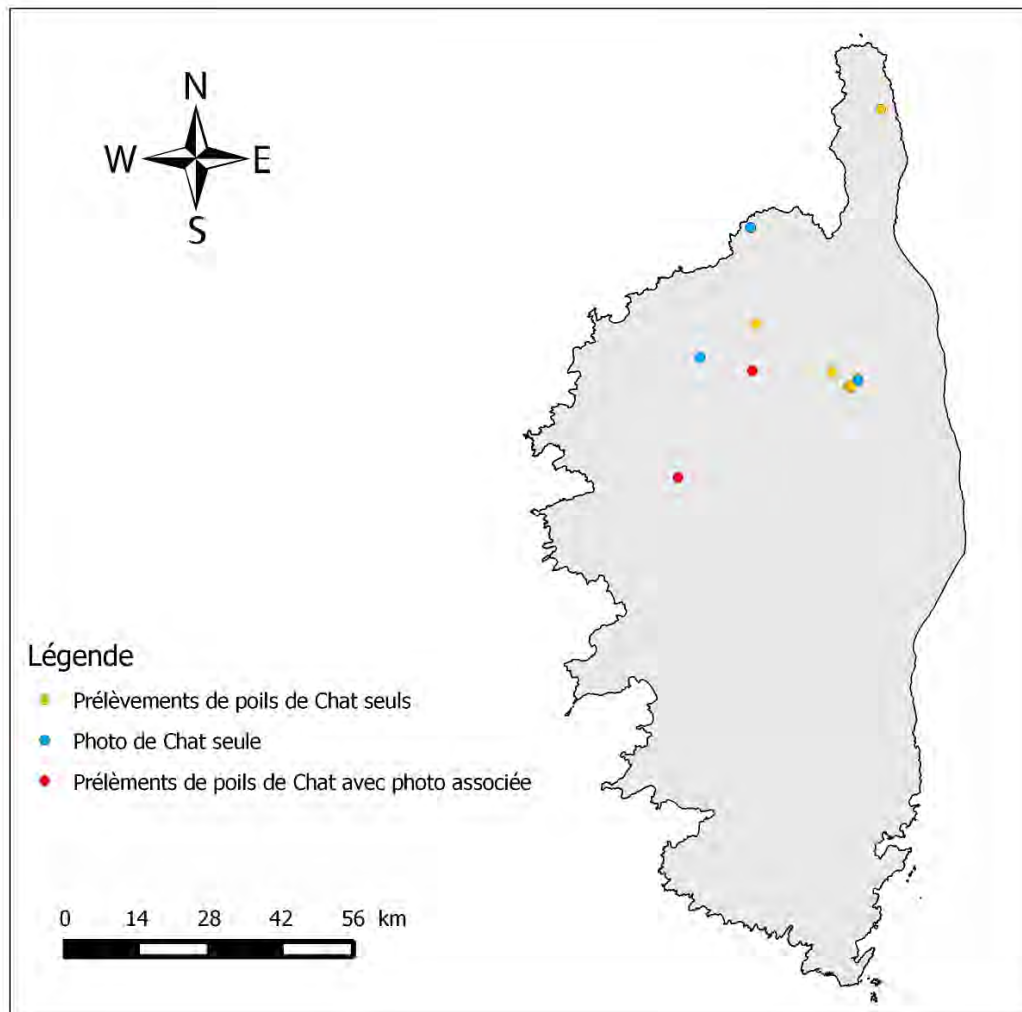 N
W E
S
Légende
Prélèvements de poils de Chat seuls
Photo de Chat seule
Prélèments de poils de Chat avec photo associée
0 14 28 42 56 km